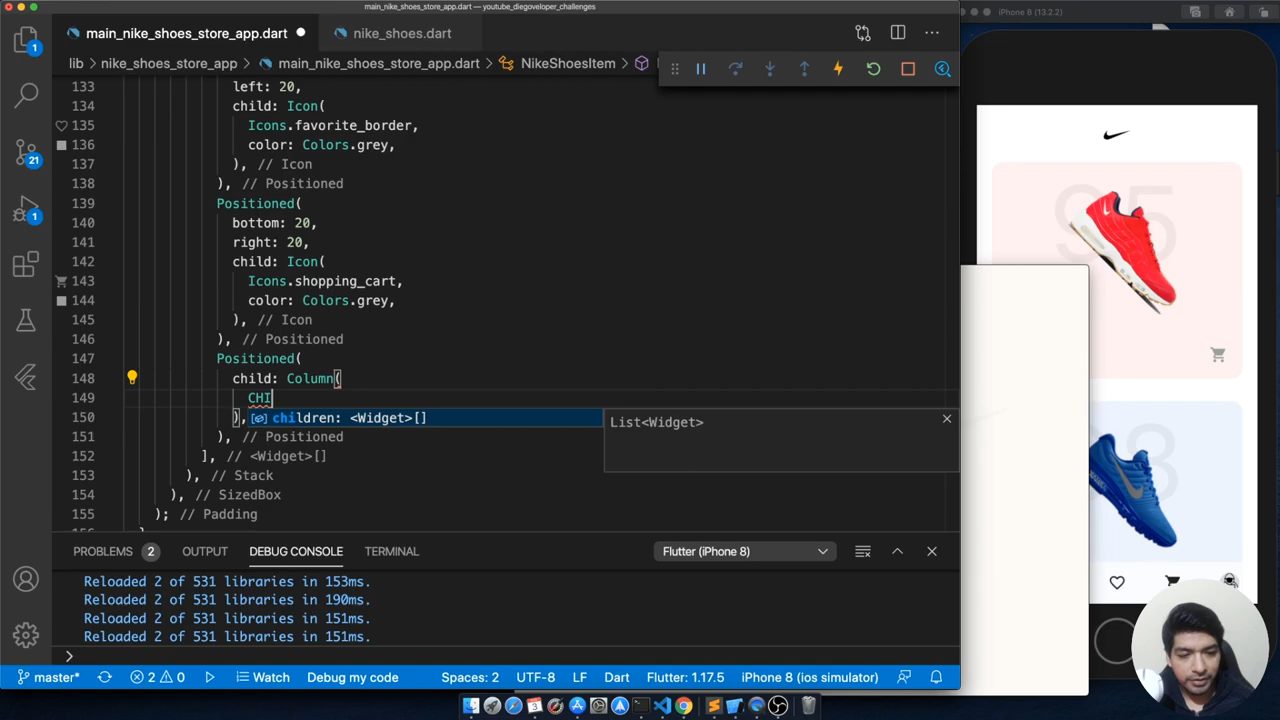 main_nike_shoes_store_app.dart — youtube_diegoveloper_challenges
iPhone 8 (13.2.2)
1
main_nike_shoes_store_app.dart
nike_shoes.dart
lib
nike_shoes_store_app
main_nike_shoes_store_app.dart
NikeShoesItem
133 left: 20,
134 child: Icon(
135 Icons.favorite_border,
136 color: Colors.grey,
137 ), // Icon
138 ), // Positioned
139 Positioned(
140 bottom: 20,
141 right: 20,
142 child: Icon(
143 Icons.shopping_cart,
144 color: Colors.grey,
145 ), // Icon
146 ), // Positioned
147 Positioned(
148 child: Column(
149 CHI
150 ),
children: <Widget>[]
List<Widget>
151 ), // Positioned
152 ], // <Widget>[]
153 ), // Stack
154 ), // SizedBox
155 ); // Padding
21
1
95
PROBLEMS 2 OUTPUT DEBUG CONSOLE TERMINAL
Flutter (iPhone 8)
Reloaded 2 of 531 libraries in 153ms.
Reloaded 2 of 531 libraries in 190ms.
Reloaded 2 of 531 libraries in 151ms.
Reloaded 2 of 531 libraries in 151ms.
master* 2 0 Watch Debug my code Spaces: 2 UTF-8 LF Dart Flutter: 1.17.5 iPhone 8 (ios simulator)
3